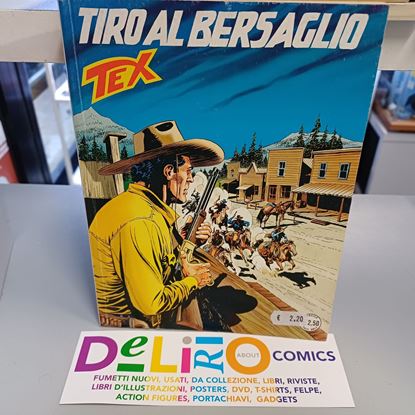 TIRO AL BERSAGLIO
TEX
€ 2.20
2,50
DeLiRiO
ABOUT
COMICS
FUMETTI NUOVI, USATI, DA COLLEZIONE, LIBRI, RIVISTE,
LIBRI D'ILLUSTRAZIONI, POSTERS, DVD, T-SHIRTS, FELPE,
ACTION FIGURES, PORTACHIAVI, GADGETS